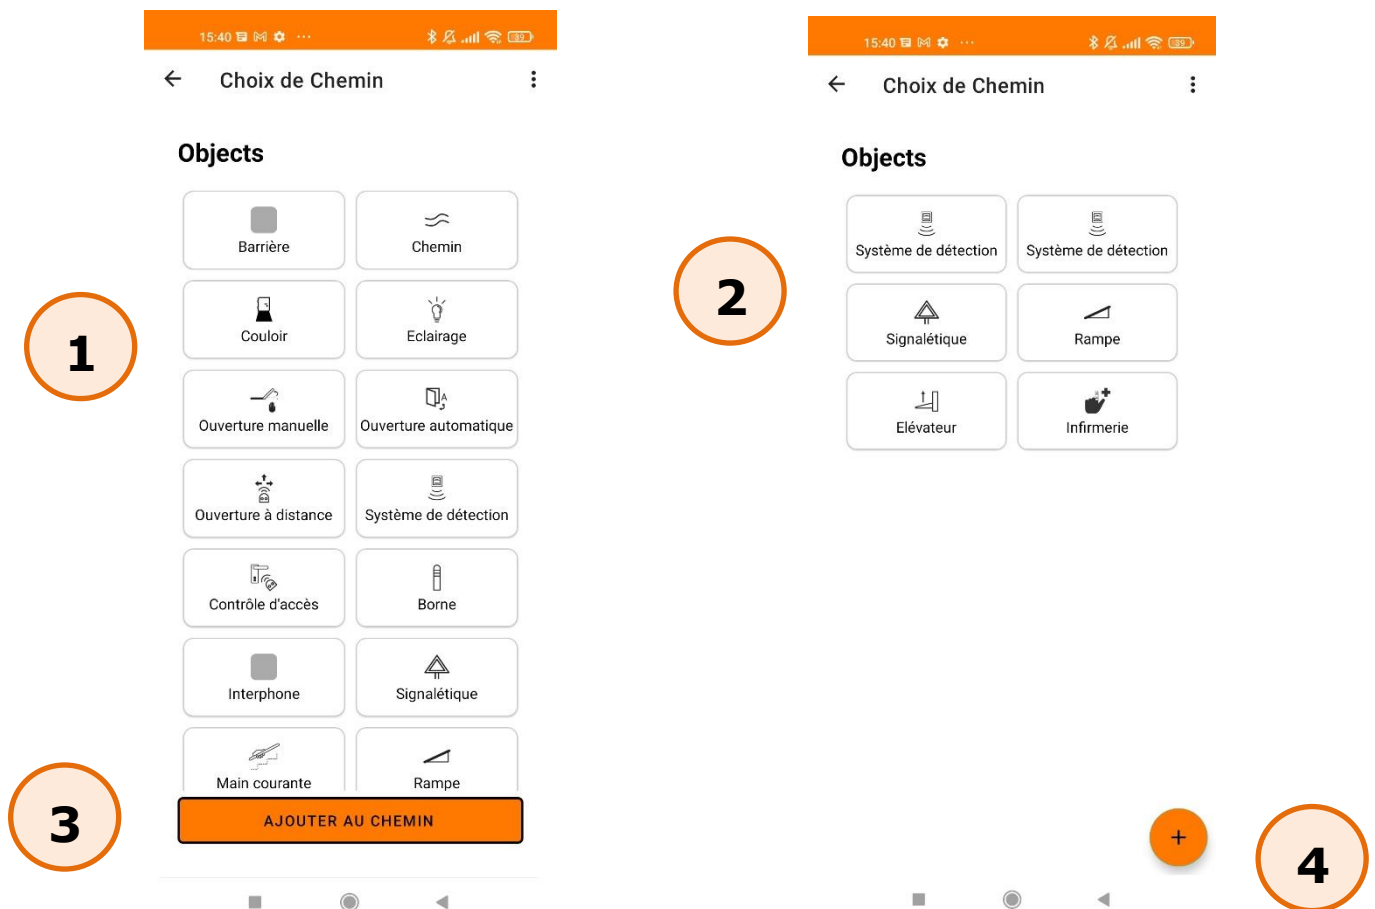 15:40
89
Choix de Chemin
Objects
Barrière
Chemin
Couloir
Eclairage
Ouverture manuelle
Ouverture automatique
Ouverture à distance
Système de détection
Contrôle d'accès
Borne
Interphone
Signalétique
Main courante
Rampe
AJOUTER AU CHEMIN
1
3
15:40
89
Choix de Chemin
Objects
Système de détection
Système de détection
Signalétique
Rampe
Elévateur
Infirmerie
+
2
4